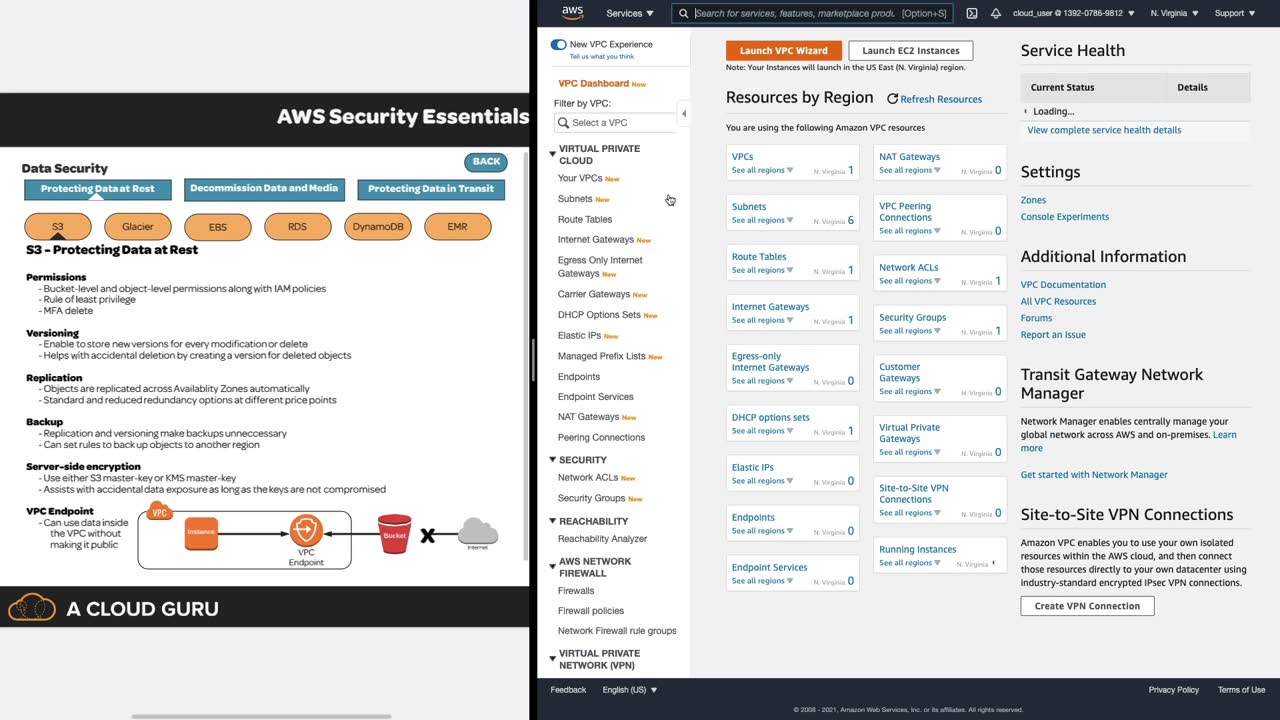 AWS Security Essentials
Data Security
BACK
Protecting Data at Rest
Decommission Data and Media
Protecting Data in Transit
S3
Glacier
EBS
RDS
DynamoDB
EMR
S3 - Protecting Data at Rest
Permissions
- Bucket-level and object-level permissions along with IAM policies
- Rule of least privilege
- MFA delete
Versioning
- Enable to store new versions for every modification or delete
- Helps with accidental deletion by creating a version for deleted objects
Replication
- Objects are replicated across Availablity Zones automatically
- Standard and reduced redundancy options at different price points
Backup
- Replication and versioning make backups unneccessary
- Can set rules to back up objects to another region
Server-side encryption
- Use either S3 master-key or KMS master-key
- Assists with accidental data exposure as long as the keys are not compromised
VPC Endpoint
- Can use data inside
the VPC without
making it public
VPC
Instance
VPC
Endpoint
Bucket
X
Internet
A CLOUD GURU
aws
Services
Search for services, features, marketplace produ.
[Option+S]
cloud_user @ 1392-0786-9812
N. Virginia
Support
New VPC Experience
Tell us what you think
VPC Dashboard New
Filter by VPC:
Select a VPC
VIRTUAL PRIVATE
CLOUD
Your VPCs New
Subnets New
Route Tables
Internet Gateways New
Egress Only Internet
Gateways New
Carrier Gateways New
DHCP Options Sets New
Elastic IPs New
Managed Prefix Lists New
Endpoints
Endpoint Services
NAT Gateways New
Peering Connections
SECURITY
Network ACLs New
Security Groups New
REACHABILITY
Reachability Analyzer
AWS NETWORK
FIREWALL
Firewalls
Firewall policies
Network Firewall rule groups
VIRTUAL PRIVATE
NETWORK (VPN)
Launch VPC Wizard
Launch EC2 Instances
Note: Your Instances will launch in the US East (N. Virginia) region.
Resources by Region
Refresh Resources
You are using the following Amazon VPC resources
VPCs
See all regions
N. Virginia 1
Subnets
See all regions
N. Virginia 6
Route Tables
See all regions
N. Virginia 1
Internet Gateways
See all regions
N. Virginia 1
Egress-only
Internet Gateways
See all regions
N. Virginia 0
DHCP options sets
See all regions
N. Virginia 1
Elastic IPs
See all regions
N. Virginia 0
Endpoints
See all regions
N. Virginia 0
Endpoint Services
See all regions
N. Virginia 0
NAT Gateways
See all regions
N. Virginia 0
VPC Peering
Connections
See all regions
N. Virginia 0
Network ACLs
See all regions
N. Virginia 1
Security Groups
See all regions
N. Virginia 1
Customer
Gateways
See all regions
N. Virginia 0
Virtual Private
Gateways
See all regions
N. Virginia 0
Site-to-Site VPN
Connections
See all regions
N. Virginia 0
Running Instances
See all regions
N. Virginia
Service Health
Current Status
Details
Loading...
View complete service health details
Settings
Zones
Console Experiments
Additional Information
VPC Documentation
All VPC Resources
Forums
Report an Issue
Transit Gateway Network
Manager
Network Manager enables centrally manage your
global network across AWS and on-premises. Learn
more
Get started with Network Manager
Site-to-Site VPN Connections
Amazon VPC enables you to use your own isolated
resources within the AWS cloud, and then connect
those resources directly to your own datacenter using
industry-standard encrypted IPsec VPN connections.
Create VPN Connection
Feedback
English (US)
Privacy Policy
Terms of Use
© 2008 - 2021, Amazon Web Services, Inc. or its affiliates. All rights reserved.